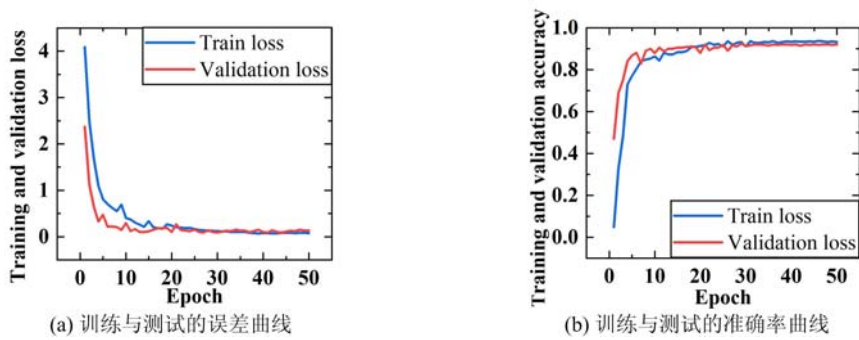 Training and validation loss
4
3
2
1
0
Train loss
Validation loss
0 10 20 30 40 50
Epoch
(a) 训练与测试的误差曲线
Training and validation accuracy
1.0
0.8
0.6
0.4
0.2
0.0
Train loss
Validation loss
0 10 20 30 40 50
Epoch
(b) 训练与测试的准确率曲线